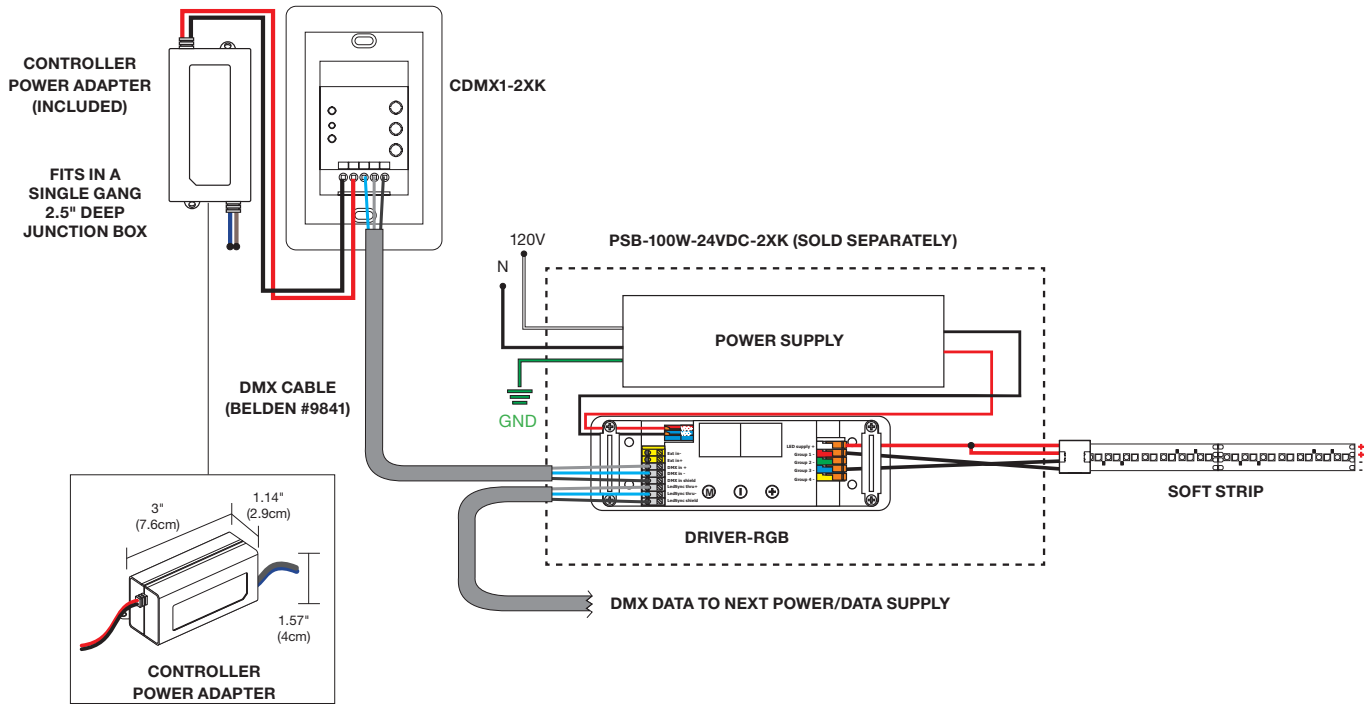 CONTROLLER
POWER ADAPTER
(INCLUDED)
FITS IN A
SINGLE GANG
2.5" DEEP
JUNCTION BOX
CDMX1-2XK
120V
N
PSB-100W-24VDC-2XK (SOLD SEPARATELY)
POWER SUPPLY
GND
DMX CABLE
(BELDEN #9841)
Ext in-
Ext in+
DMX in +
DMX in -
DMX in shield
LedSync thru+
LedSync thru-
LedSync shield
M
I
+
LED supply +
Group 1 -
Group 2 -
Group 3 -
Group 4 -
DRIVER-RGB
+
+
-
-
SOFT STRIP
DMX DATA TO NEXT POWER/DATA SUPPLY
3"
(7.6cm)
1.14"
(2.9cm)
1.57"
(4cm)
CONTROLLER
POWER ADAPTER